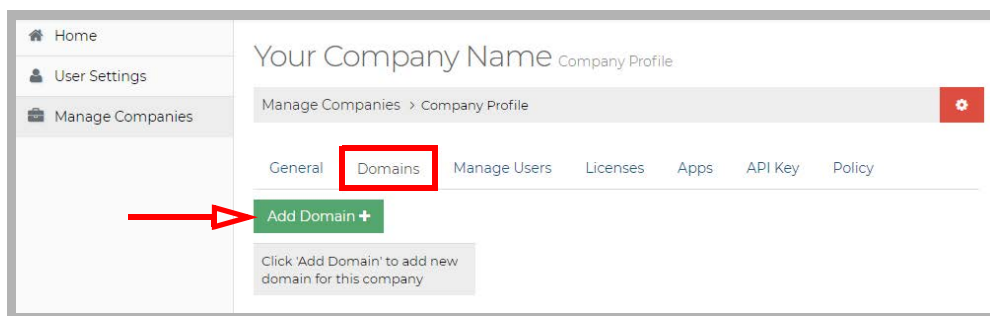 Home
User Settings
Manage Companies
Your Company Name Company Profile
Manage Companies > Company Profile
General Domains Manage Users Licenses Apps API Key Policy
Add Domain +
Click 'Add Domain' to add new
domain for this company